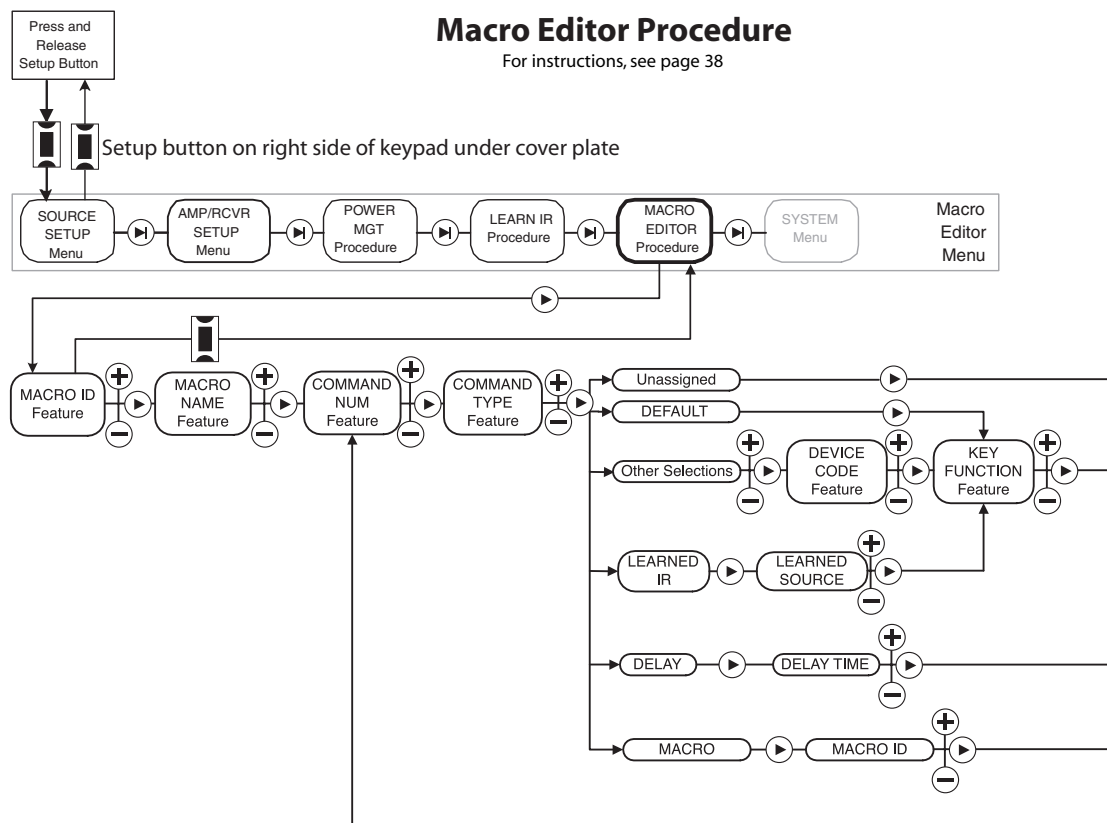 Press and
Release
Setup Button
Macro Editor Procedure
For instructions, see page 38
Setup button on right side of keypad under cover plate
SOURCE
SETUP
Menu
AMP/RCVR
SETUP
Menu
POWER
MGT
Procedure
LEARN IR
Procedure
MACRO
EDITOR
Procedure
SYSTEM
Menu
Macro
Editor
Menu
MACRO ID
Feature
MACRO
NAME
Feature
COMMAND
NUM
Feature
COMMAND
TYPE
Feature
Unassigned
DEFAULT
Other Selections
DEVICE
CODE
Feature
KEY
FUNCTION
Feature
LEARNED
IR
LEARNED
SOURCE
DELAY
DELAY TIME
MACRO
MACRO ID